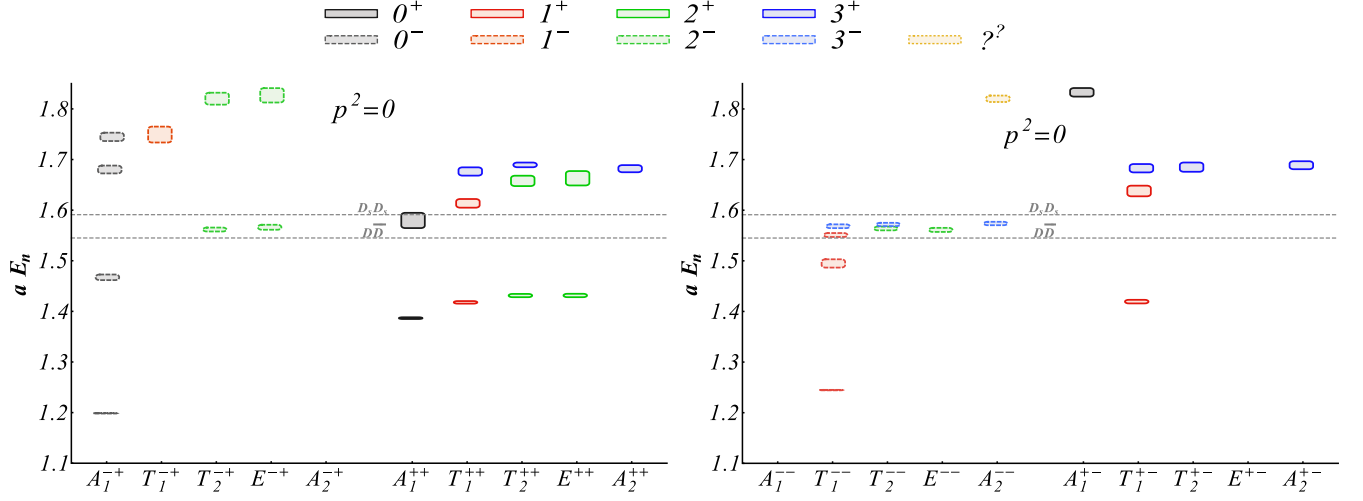 0⁺ 1⁺ 2⁺ 3⁺
0⁻ 1⁻ 2⁻ 3⁻ ?^?
p²=0
p²=0
a Eₙ
1.8
1.7
1.6
1.5
1.4
1.3
1.2
1.1
DₛDₛ
DD
A₁⁻⁺ T₁⁻⁺ T₂⁻⁺ E⁻⁺ A₂⁻⁺ A₁⁺⁺ T₁⁺⁺ T₂⁺⁺ E⁺⁺ A₂⁺⁺
a Eₙ
1.8
1.7
1.6
1.5
1.4
1.3
1.2
1.1
DₛDₛ
DD
A₁⁻⁻ T₁⁻⁻ T₂⁻⁻ E⁻⁻ A₂⁻⁻ A₁⁺⁻ T₁⁺⁻ T₂⁺⁻ E⁺⁻ A₂⁺⁻